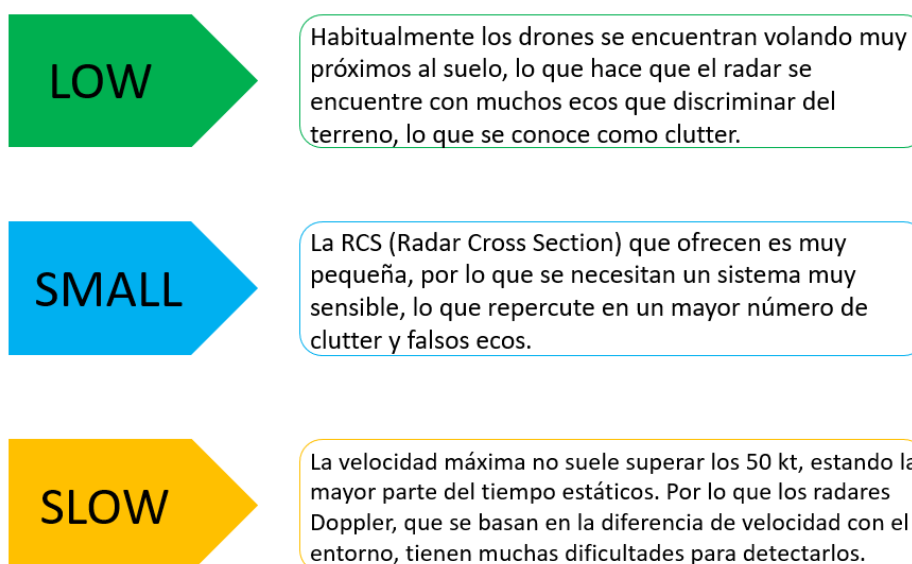 LOW
Habitualmente los drones se encuentran volando muy
próximos al suelo, lo que hace que el radar se
encuentre con muchos ecos que discriminar del
terreno, lo que se conoce como clutter.
SMALL
La RCS (Radar Cross Section) que ofrecen es muy
pequeña, por lo que se necesitan un sistema muy
sensible, lo que repercute en un mayor número de
clutter y falsos ecos.
SLOW
La velocidad máxima no suele superar los 50 kt, estando la
mayor parte del tiempo estáticos. Por lo que los radares
Doppler, que se basan en la diferencia de velocidad con el
entorno, tienen muchas dificultades para detectarlos.